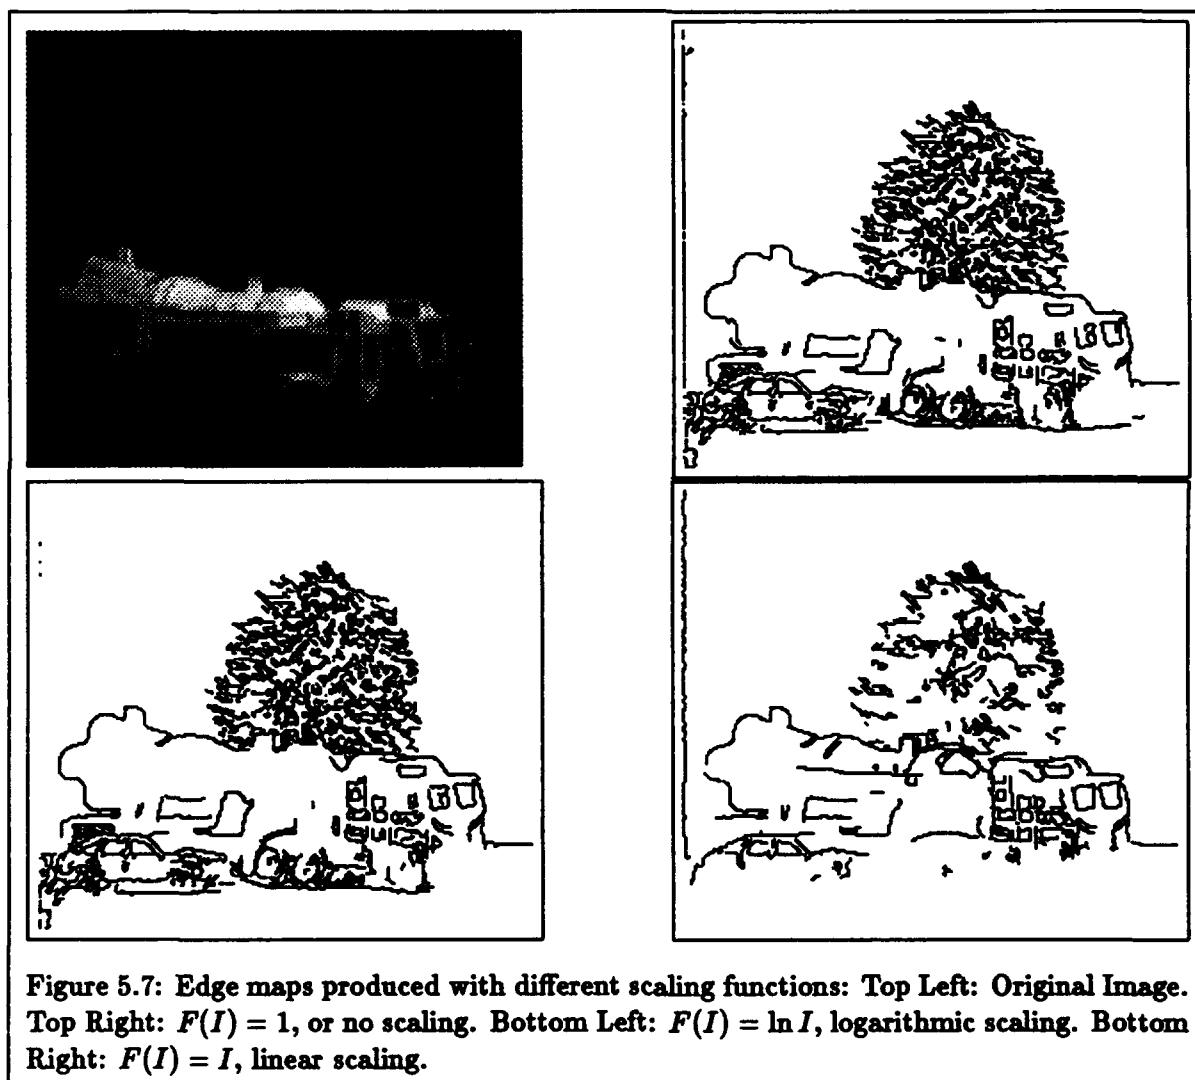 Figure 5.7: Edge maps produced with different scaling functions: Top Left: Original Image.
Top Right: F(I) = 1, or no scaling. Bottom Left: F(I) = ln I, logarithmic scaling. Bottom
Right: F(I) = I, linear scaling.